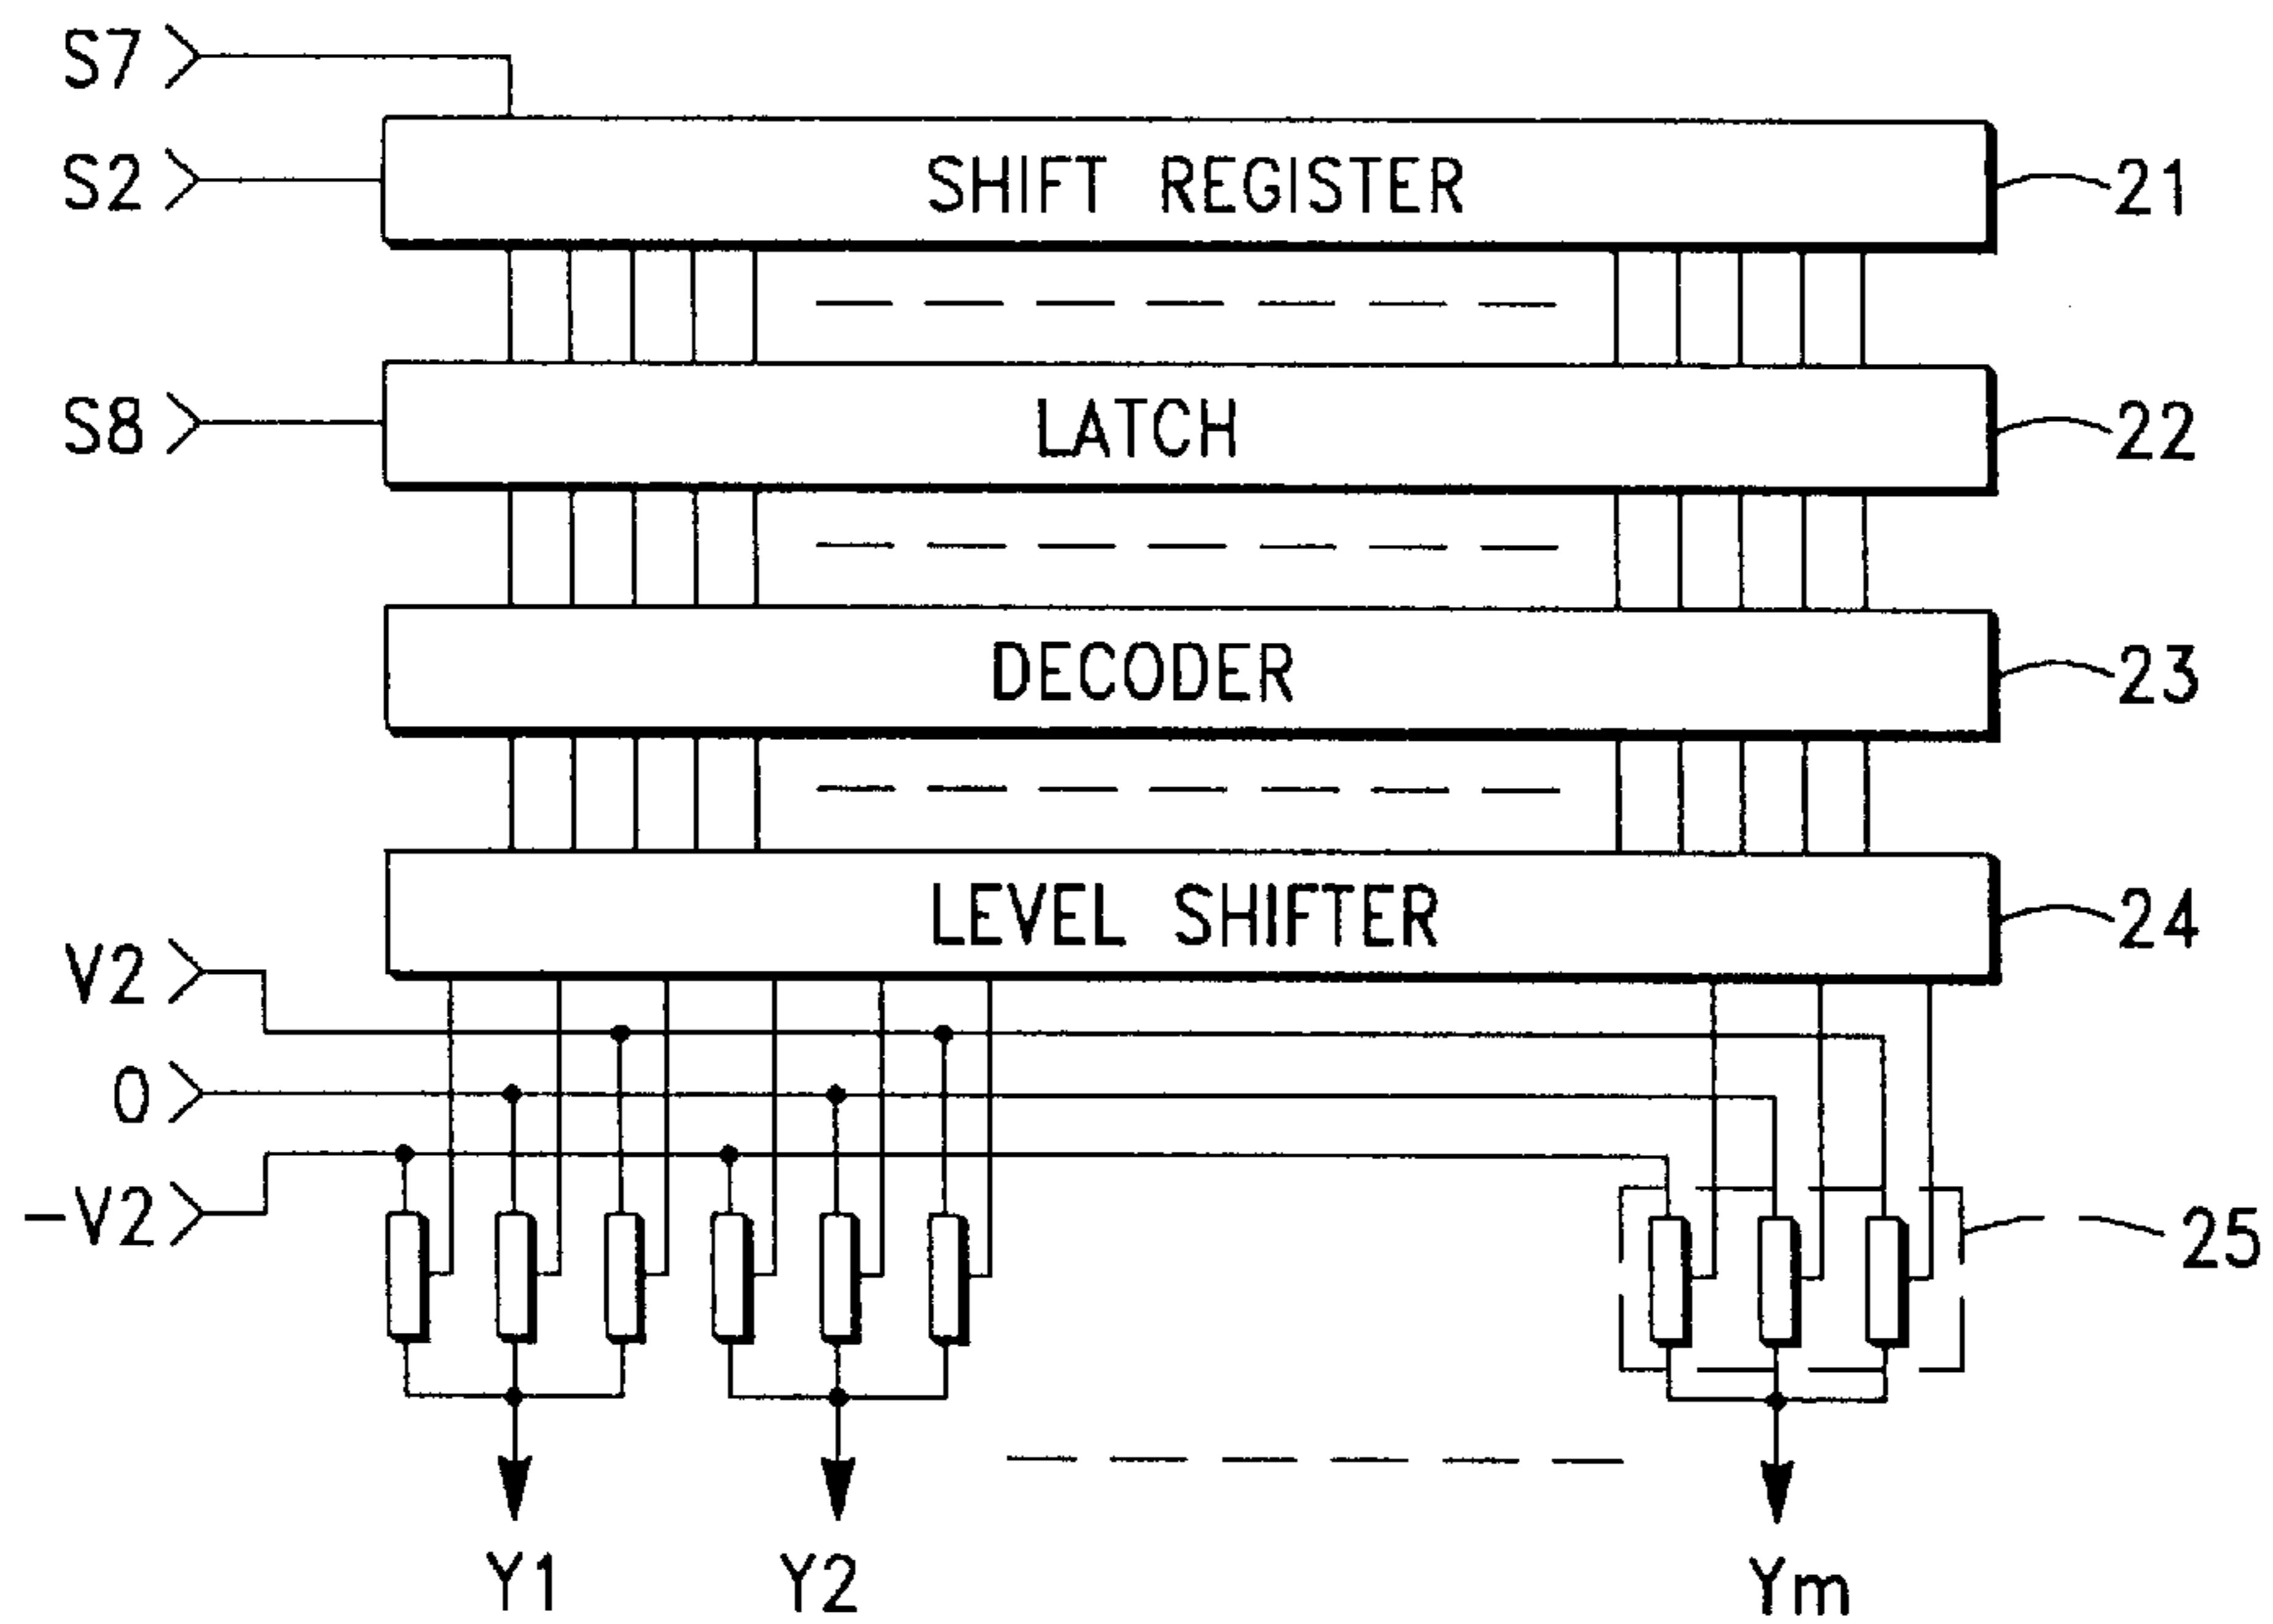 S7
S2
SHIFT REGISTER
21
S8
LATCH
22
DECODER
23
LEVEL SHIFTER
24
V2
0
-V2
25
Y1
Y2
Ym